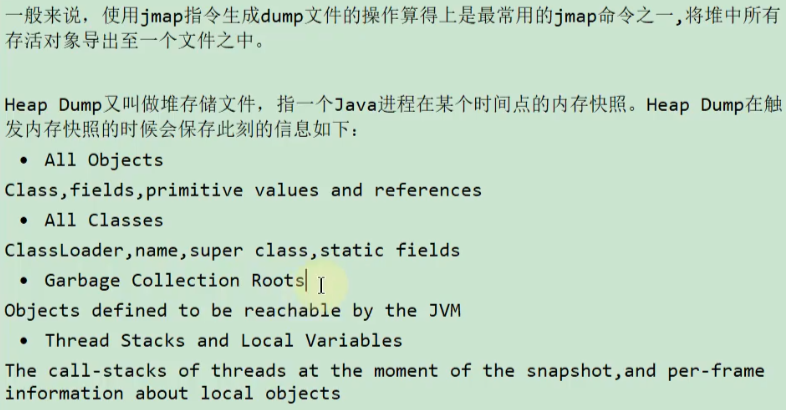 一般来说，使用jmap指令生成dump文件的操作算得上是最常用的jmap命令之一,将堆中所有
存活对象导出至一个文件之中。
Heap Dump又叫做堆存储文件，指一个Java进程在某个时间点的内存快照。Heap Dump在触
发内存快照的时候会保存此刻的信息如下：
• All Objects
Class,fields,primitive values and references
• All Classes
ClassLoader,name,super class,static fields
• Garbage Collection Roots
Objects defined to be reachable by the JVM
• Thread Stacks and Local Variables
The call-stacks of threads at the moment of the snapshot,and per-frame
information about local objects